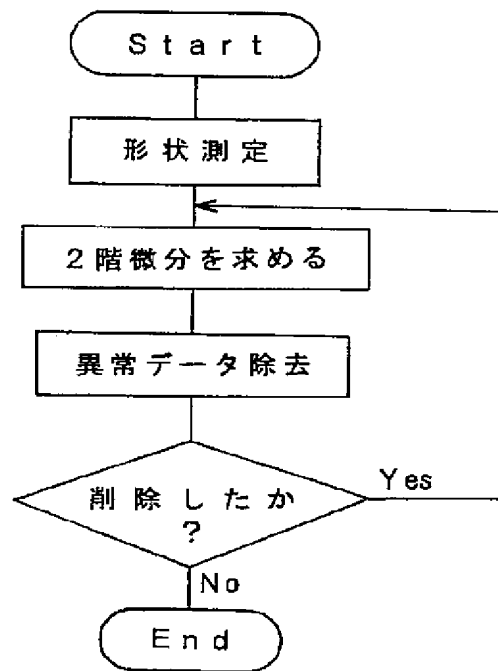 Start
形状測定
2階微分を求める
異常データ除去
削除したか
?
Yes
No
End